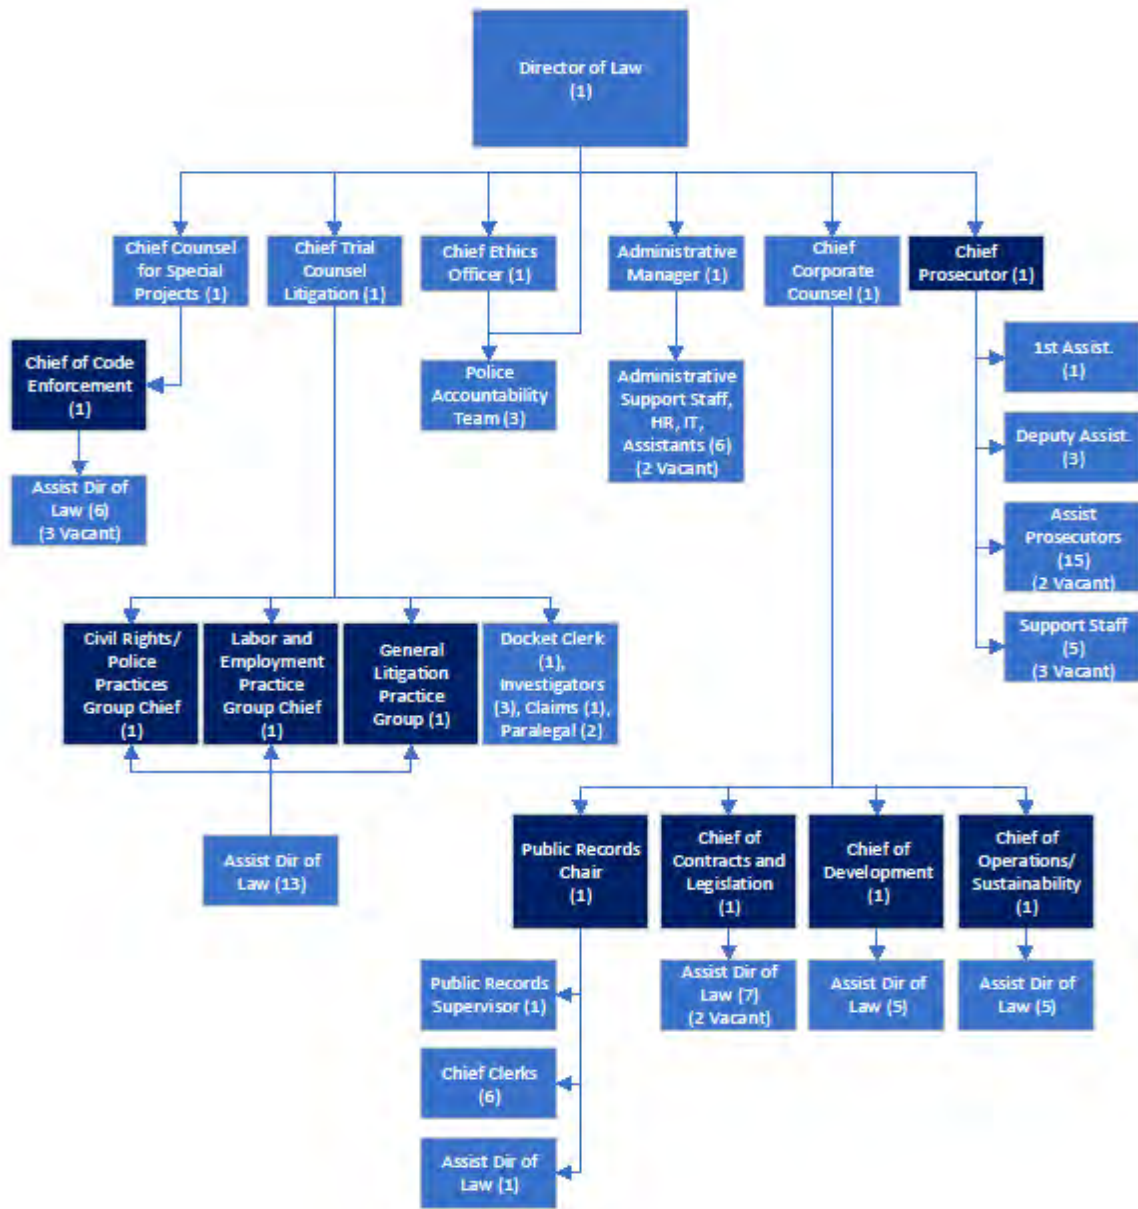 Director of Law
(1)
Chief Counsel
for Special
Projects (1)
Chief Trial
Counsel
Litigation (1)
Chief Ethics
Officer (1)
Administrative
Manager (1)
Chief
Corporate
Counsel (1)
Chief
Prosecutor (1)
Chief of Code
Enforcement
(1)
Assist Dir of
Law (6)
(3 Vacant)
Police
Accountability
Team (3)
Administrative
Support Staff,
HR, IT,
Assistants (6)
(2 Vacant)
1st Assist.
(1)
Deputy Assist.
(3)
Assist
Prosecutors
(15)
(2 Vacant)
Support Staff
(5)
(3 Vacant)
Civil Rights/
Police
Practices
Group Chief
(1)
Labor and
Employment
Practice
Group Chief
(1)
General
Litigation
Practice
Group (1)
Docket Clerk
(1),
Investigators
(3), Claims (1),
Paralegal (2)
Assist Dir of
Law (13)
Public Records
Chair
(1)
Chief of
Contracts and
Legislation
(1)
Chief of
Development
(1)
Chief of
Operations/
Sustainability
(1)
Public Records
Supervisor (1)
Chief Clerks
(6)
Assist Dir of
Law (1)
Assist Dir of
Law (7)
(2 Vacant)
Assist Dir of
Law (5)
Assist Dir of
Law (5)